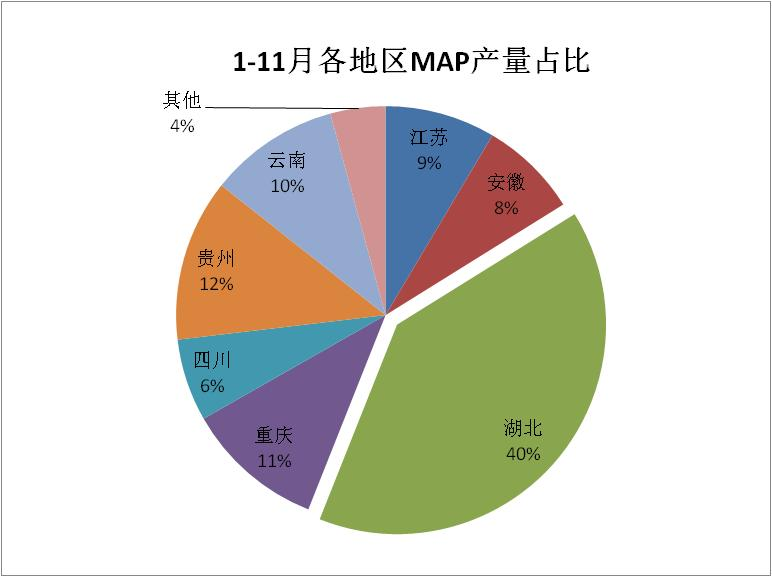 1-11月各地区MAP产量占比
其他
4%
江苏
9%
安徽
8%
湖北
40%
重庆
11%
四川
6%
贵州
12%
云南
10%